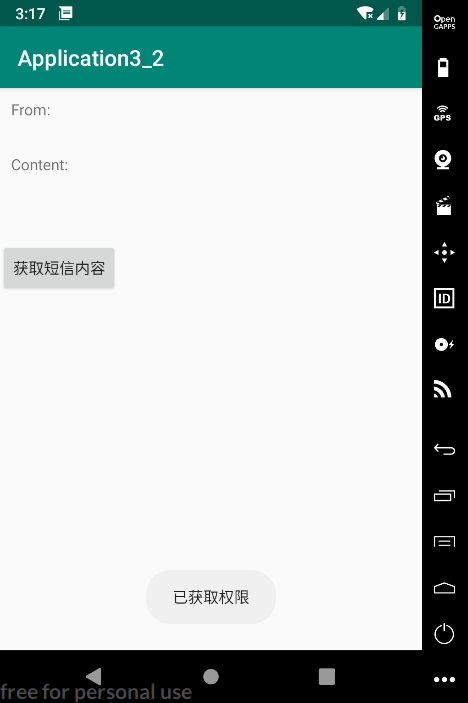 3:17
Open
GAPPS
Application3_2
From:
GPS
Content:
获取短信内容
ID
已获取权限
free for personal use